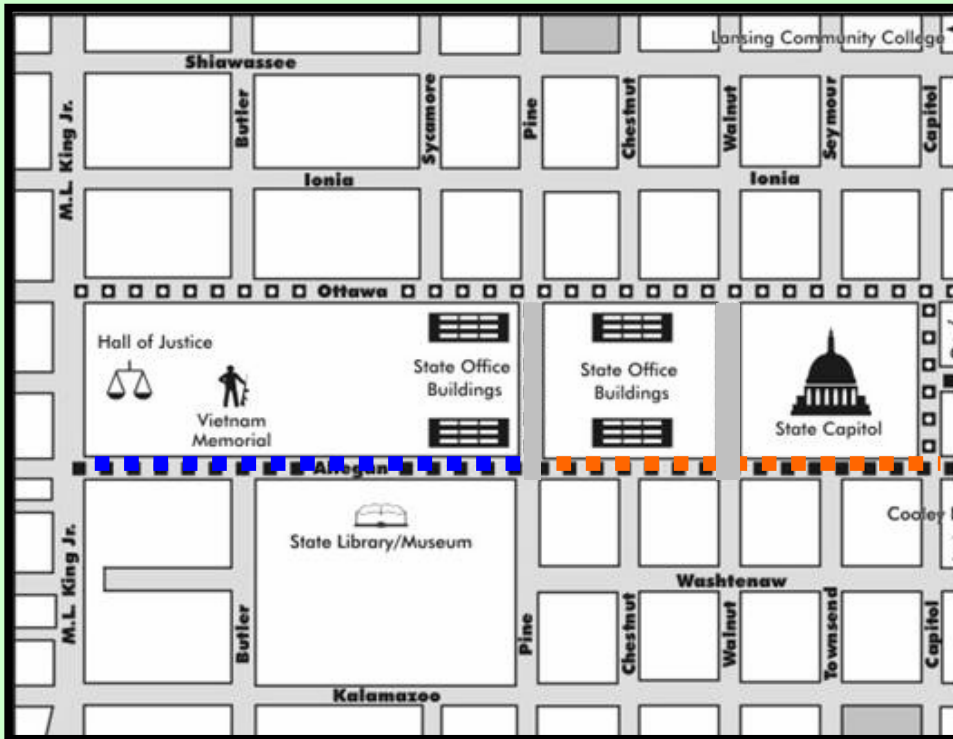 Lansing Community College
Shiawassee
M.L. King Jr.
Butler
Sycamore
Pine
Chestnut
Walnut
Seymour
Capitol
Ionia
Ionia
Ottawa
Hall of Justice
Vietnam
Memorial
State Office
Buildings
State Office
Buildings
State Capitol
State Library/Museum
Cooley
Washtenaw
M.L. King Jr.
Butler
Pine
Chestnut
Walnut
Townsend
Capitol
Kalamazoo